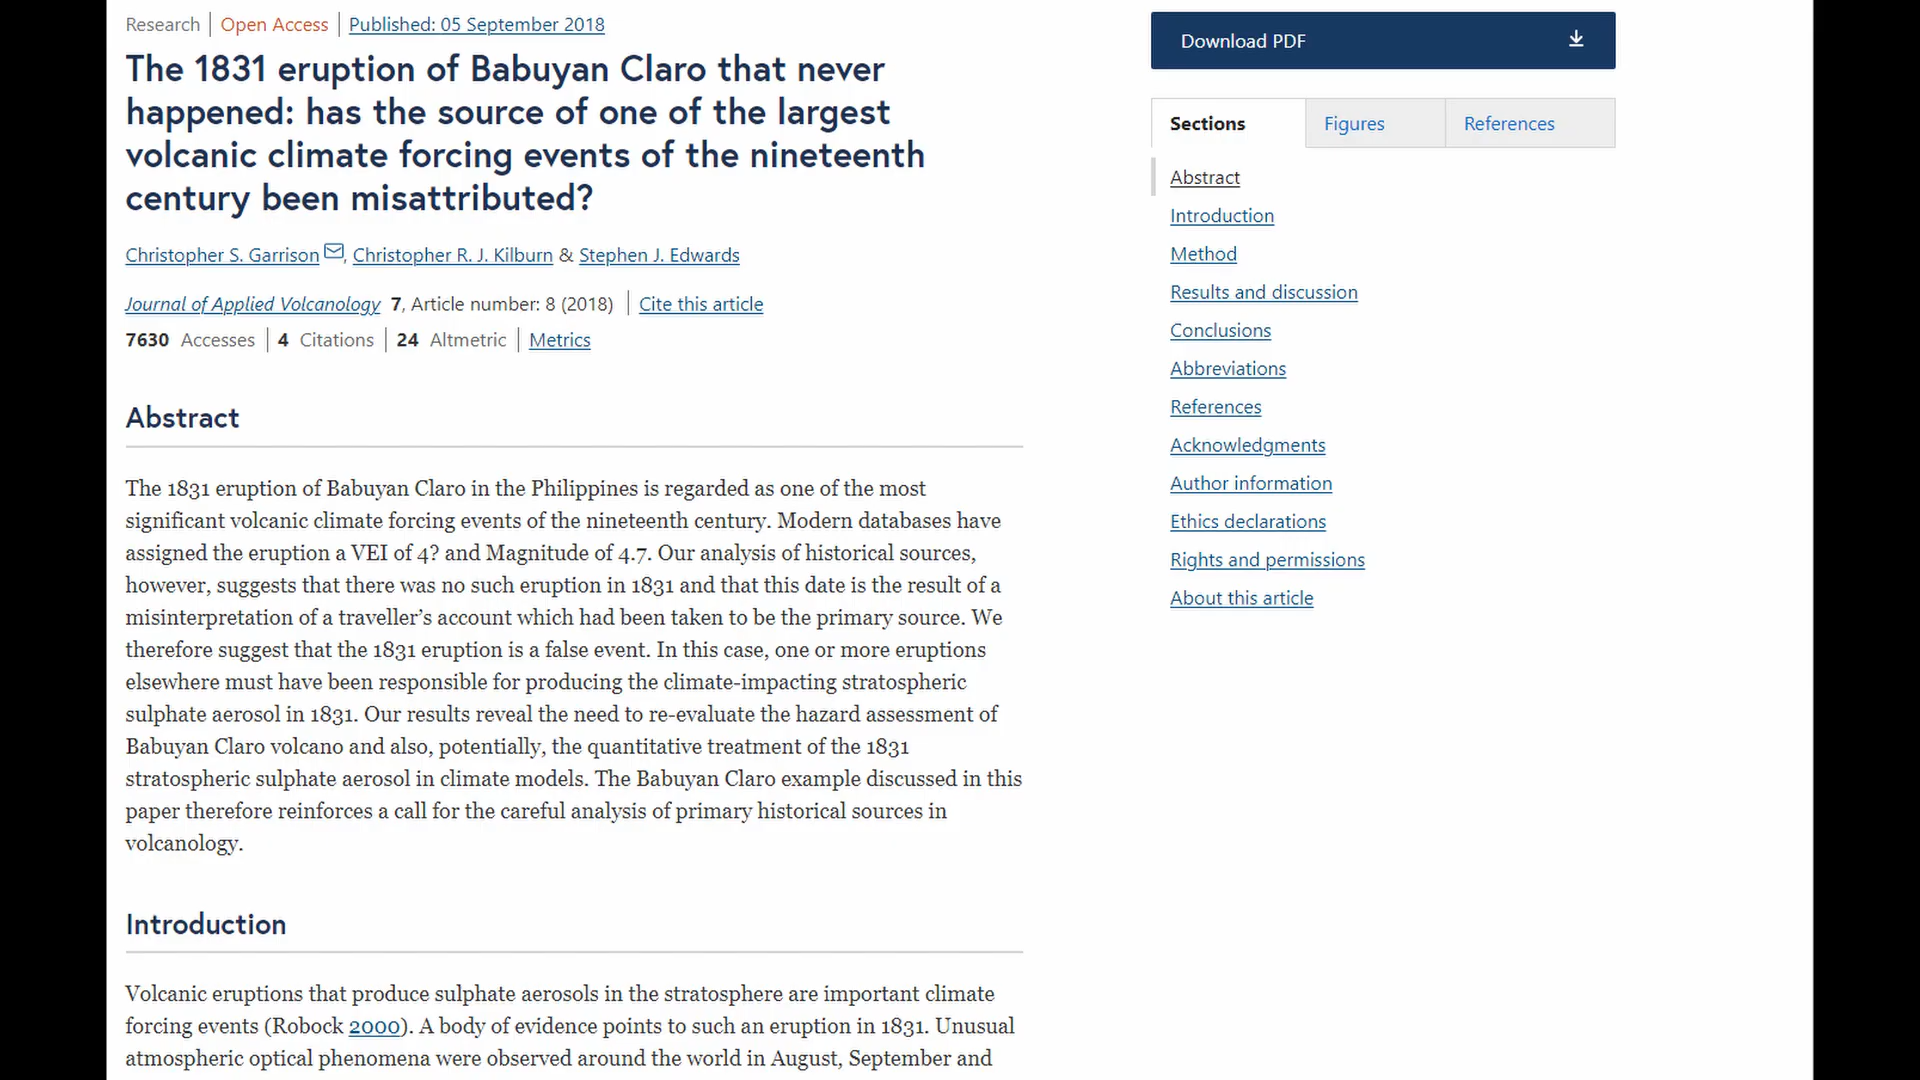 Research | Open Access | Published: 05 September 2018
The 1831 eruption of Babuyan Claro that never
happened: has the source of one of the largest
volcanic climate forcing events of the nineteenth
century been misattributed?
Christopher S. Garrison, Christopher R. J. Kilburn & Stephen J. Edwards
Journal of Applied Volcanology 7, Article number: 8 (2018) | Cite this article
7630 Accesses | 4 Citations | 24 Altmetric | Metrics
Abstract
The 1831 eruption of Babuyan Claro in the Philippines is regarded as one of the most
significant volcanic climate forcing events of the nineteenth century. Modern databases have
assigned the eruption a VEI of 4? and Magnitude of 4.7. Our analysis of historical sources,
however, suggests that there was no such eruption in 1831 and that this date is the result of a
misinterpretation of a traveller’s account which had been taken to be the primary source. We
therefore suggest that the 1831 eruption is a false event. In this case, one or more eruptions
elsewhere must have been responsible for producing the climate-impacting stratospheric
sulphate aerosol in 1831. Our results reveal the need to re-evaluate the hazard assessment of
Babuyan Claro volcano and also, potentially, the quantitative treatment of the 1831
stratospheric sulphate aerosol in climate models. The Babuyan Claro example discussed in this
paper therefore reinforces a call for the careful analysis of primary historical sources in
volcanology.
Introduction
Volcanic eruptions that produce sulphate aerosols in the stratosphere are important climate
forcing events (Robock 2000). A body of evidence points to such an eruption in 1831. Unusual
atmospheric optical phenomena were observed around the world in August, September and
Download PDF
Sections
Figures
References
Abstract
Introduction
Method
Results and discussion
Conclusions
Abbreviations
References
Acknowledgments
Author information
Ethics declarations
Rights and permissions
About this article